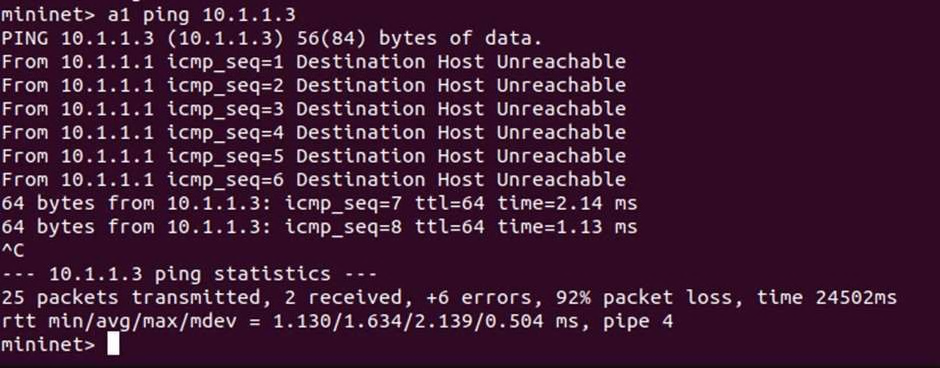 mininet> a1 ping 10.1.1.3
PING 10.1.1.3 (10.1.1.3) 56(84) bytes of data.
From 10.1.1.1 icmp_seq=1 Destination Host Unreachable
From 10.1.1.1 icmp_seq=2 Destination Host Unreachable
From 10.1.1.1 icmp_seq=3 Destination Host Unreachable
From 10.1.1.1 icmp_seq=4 Destination Host Unreachable
From 10.1.1.1 icmp_seq=5 Destination Host Unreachable
From 10.1.1.1 icmp_seq=6 Destination Host Unreachable
64 bytes from 10.1.1.3: icmp_seq=7 ttl=64 time=2.14 ms
64 bytes from 10.1.1.3: icmp_seq=8 ttl=64 time=1.13 ms
^C
--- 10.1.1.3 ping statistics ---
25 packets transmitted, 2 received, +6 errors, 92% packet loss, time 24502ms
rtt min/avg/max/mdev = 1.130/1.634/2.139/0.504 ms, pipe 4
mininet>